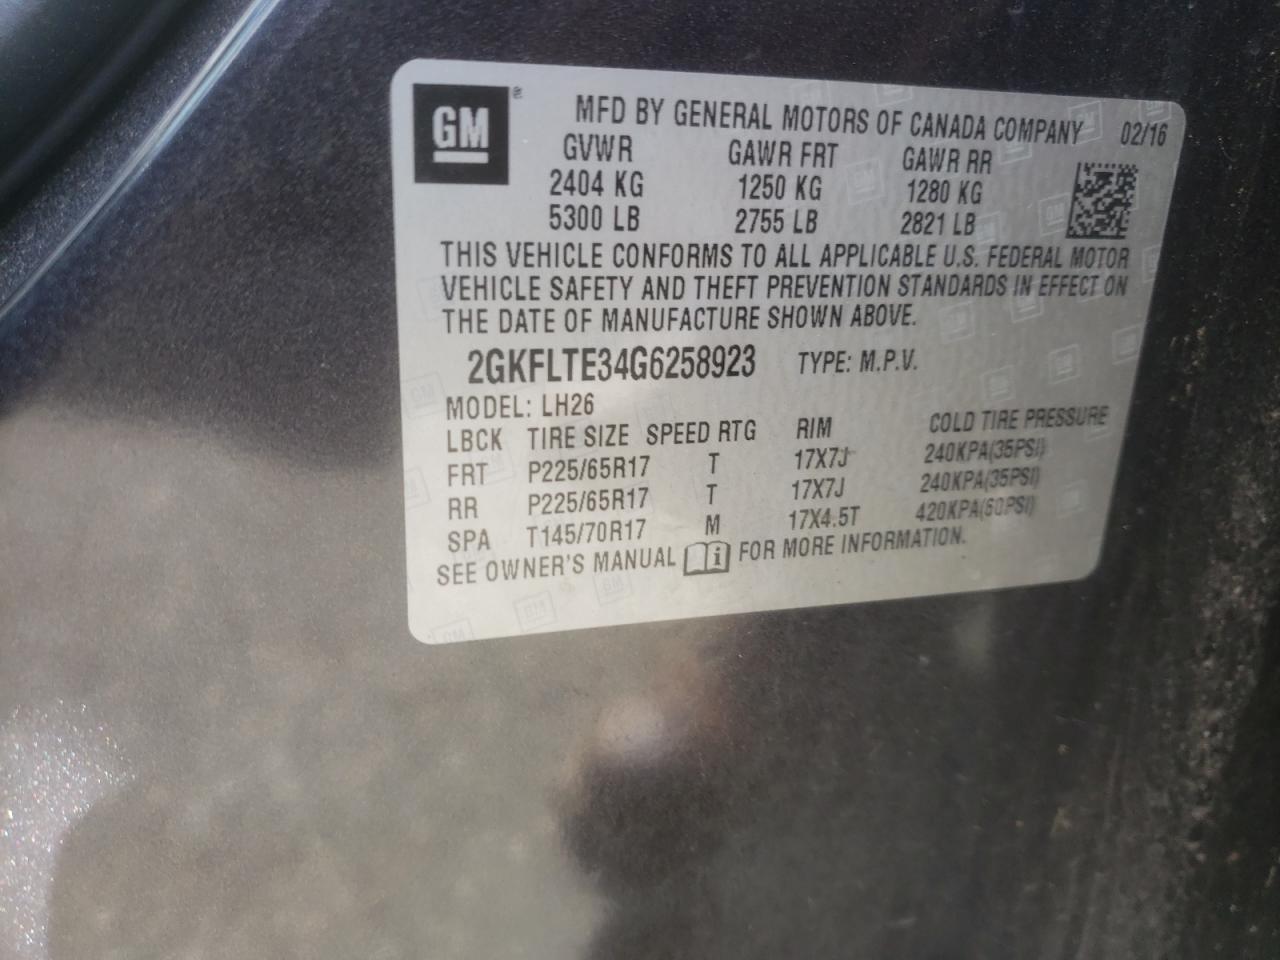 GM ®
MFD BY GENERAL MOTORS OF CANADA COMPANY 02/16
GVWR GAWR FRT GAWR RR
2404 KG 1250 KG 1280 KG
5300 LB 2755 LB 2821 LB
THIS VEHICLE CONFORMS TO ALL APPLICABLE U.S. FEDERAL MOTOR
VEHICLE SAFETY AND THEFT PREVENTION STANDARDS IN EFFECT ON
THE DATE OF MANUFACTURE SHOWN ABOVE.
2GKFLTE34G6258923 TYPE: M.P.V.
MODEL: LH26
LBCK TIRE SIZE SPEED RTG RIM COLD TIRE PRESSURE
FRT P225/65R17 T 17X7J 240KPA(35PSI)
RR P225/65R17 T 17X7J 240KPA(35PSI)
SPA T145/70R17 M 17X4.5T 420KPA(60PSI)
SEE OWNER'S MANUAL i FOR MORE INFORMATION.